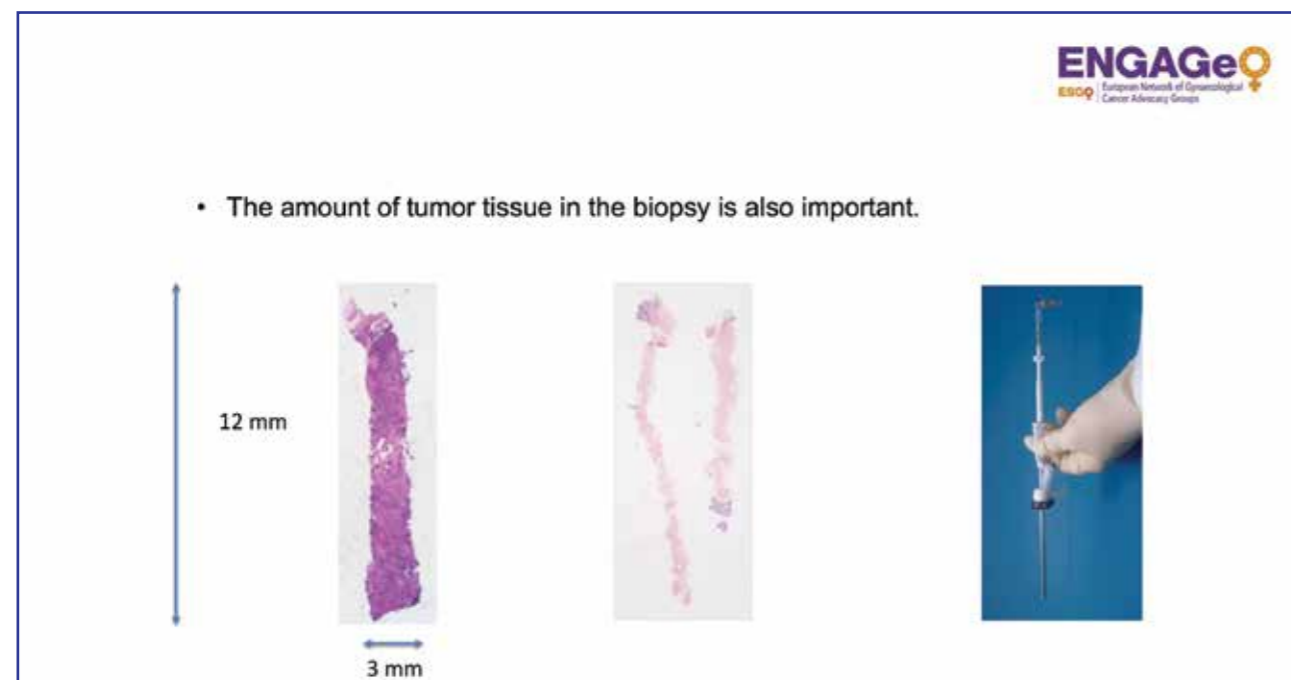 ENGAGe
ESGO European Network of Gynaecological
Cancer Advocacy Groups
• The amount of tumor tissue in the biopsy is also important.
12 mm
3 mm